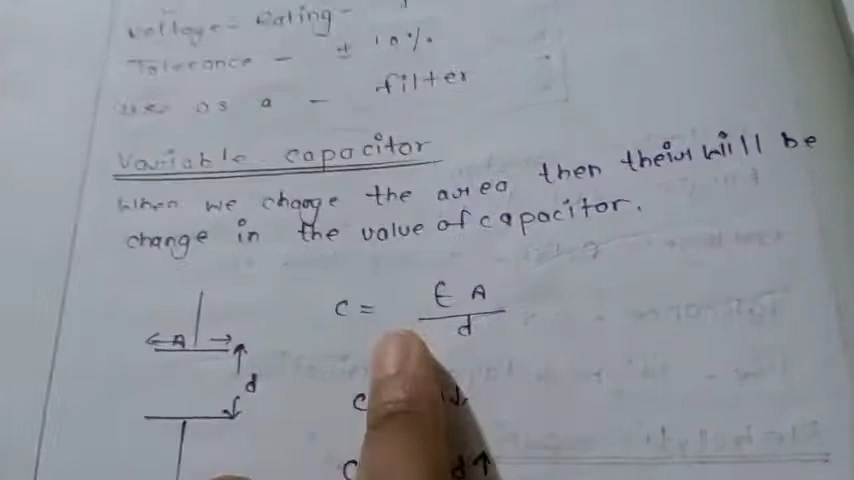 voltage - Rating -
Tolerance - ± 10%
use as a - filter
Variable capacitor
When we change the area, then their will be
change in the value of capacitor.
C = ε A
d
A
d
C
C d↑